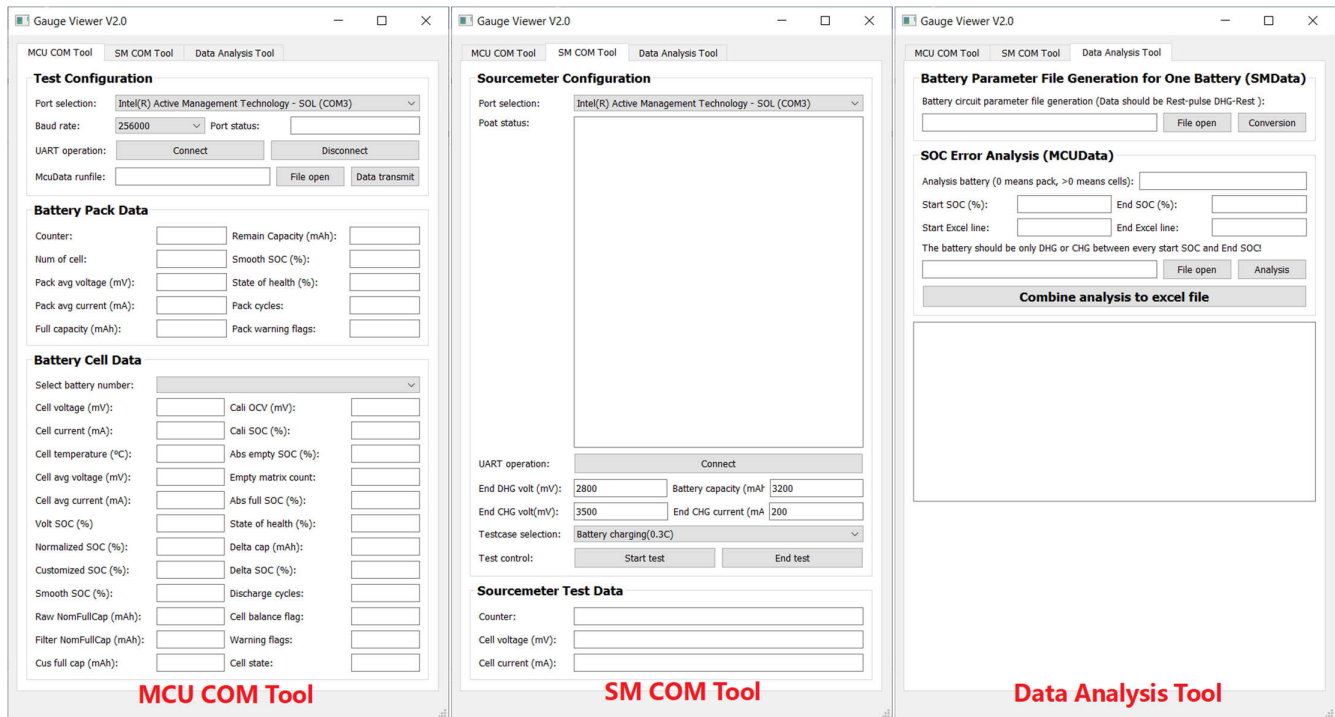 Gauge Viewer V2.0
MCU COM Tool SM COM Tool Data Analysis Tool
Test Configuration
Port selection: Intel(R) Active Management Technology - SOL (COM3)
Baud rate: 256000 Port status:
UART operation: Connect Disconnect
McuData runfile: File open Data transmit
Battery Pack Data
Counter: Remain Capacity (mAh):
Num of cell: Smooth SOC (%):
Pack avg voltage (mV): State of health (%):
Pack avg current (mA): Pack cycles:
Full capacity (mAh): Pack warning flags:
Battery Cell Data
Select battery number:
Cell voltage (mV): Cali OCV (mV):
Cell current (mA): Cali SOC (%):
Cell temperature (ºC): Abs empty SOC (%):
Cell avg voltage (mV): Empty matrix count:
Cell avg current (mA): Abs full SOC (%):
Volt SOC (%) State of health (%):
Normalized SOC (%): Delta cap (mAh):
Customized SOC (%): Delta SOC (%):
Smooth SOC (%): Discharge cycles:
Raw NomFullCap (mAh): Cell balance flag:
Filter NomFullCap (mAh): Warning flags:
Cus full cap (mAh): Cell state:
MCU COM Tool
Gauge Viewer V2.0
MCU COM Tool SM COM Tool Data Analysis Tool
Sourcemeter Configuration
Port selection: Intel(R) Active Management Technology - SOL (COM3)
Poat status:
UART operation: Connect
End DHG volt (mV): 2800 Battery capacity (mAh 3200
End CHG volt(mV): 3500 End CHG current (mA 200
Testcase selection: Battery charging(0.3C)
Test control: Start test End test
Sourcemeter Test Data
Counter:
Cell voltage (mV):
Cell current (mA):
SM COM Tool
Gauge Viewer V2.0
MCU COM Tool SM COM Tool Data Analysis Tool
Battery Parameter File Generation for One Battery (SMData)
Battery circuit parameter file generation (Data should be Rest-pulse DHG-Rest ):
File open Conversion
SOC Error Analysis (MCUData)
Analysis battery (0 means pack, >0 means cells):
Start SOC (%): End SOC (%):
Start Excel line: End Excel line:
The battery should be only DHG or CHG between every start SOC and End SOC!
File open Analysis
Combine analysis to excel file
Data Analysis Tool